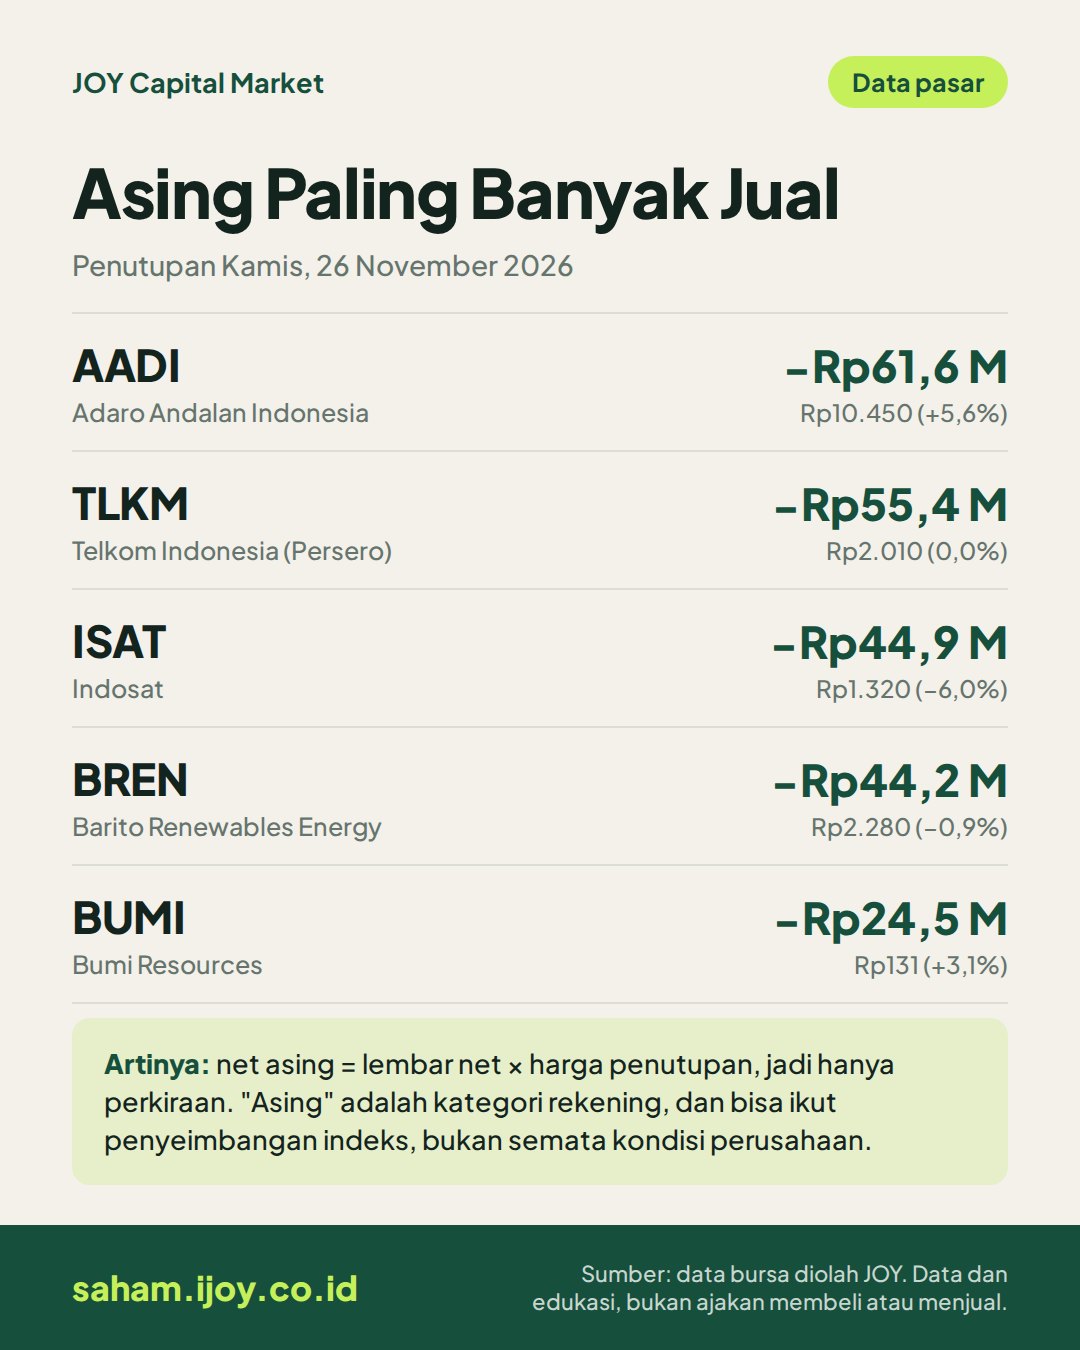 JOY Capital Market
Data pasar
Asing Paling Banyak Jual
Penutupan Kamis, 26 November 2026
AADI
−Rp61,6 M
Adaro Andalan Indonesia
Rp10.450 (+5,6%)
TLKM
−Rp55,4 M
Telkom Indonesia (Persero)
Rp2.010 (0,0%)
ISAT
−Rp44,9 M
Indosat
Rp1.320 (−6,0%)
BREN
−Rp44,2 M
Barito Renewables Energy
Rp2.280 (−0,9%)
BUMI
−Rp24,5 M
Bumi Resources
Rp131 (+3,1%)
Artinya: net asing = lembar net × harga penutupan, jadi hanya
perkiraan. "Asing" adalah kategori rekening, dan bisa ikut
penyeimbangan indeks, bukan semata kondisi perusahaan.
saham.ijoy.co.id
Sumber: data bursa diolah JOY. Data dan
edukasi, bukan ajakan membeli atau menjual.